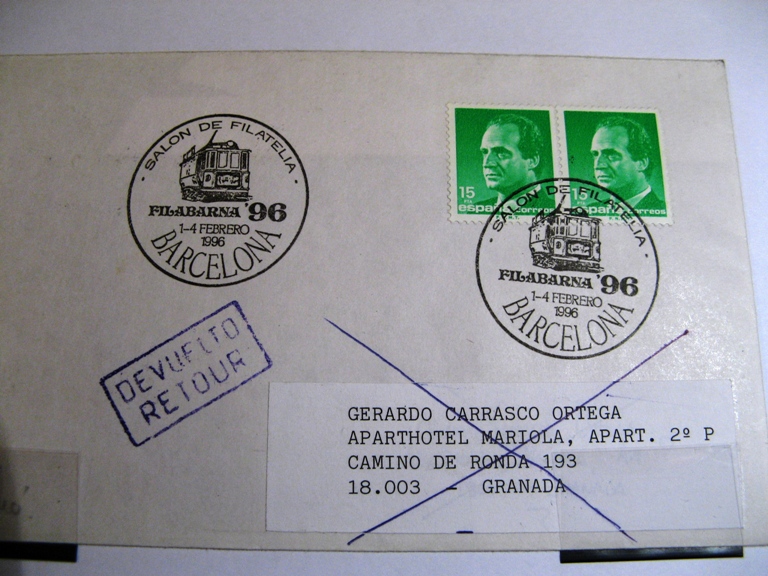 · SALON DE FILATELIA ·
FILABARNA '96
1-4 FEBRERO
1996
BARCELONA
15 PTA
españa correos
15
españa correos
· SALON DE FILATELIA ·
FILABARNA '96
1-4 FEBRERO
1996
BARCELONA
DEVUELTO
RETOUR
GERARDO CARRASCO ORTEGA
APARTHOTEL MARIOLA, APART. 2º P
CAMINO DE RONDA 193
18.003 - GRANADA